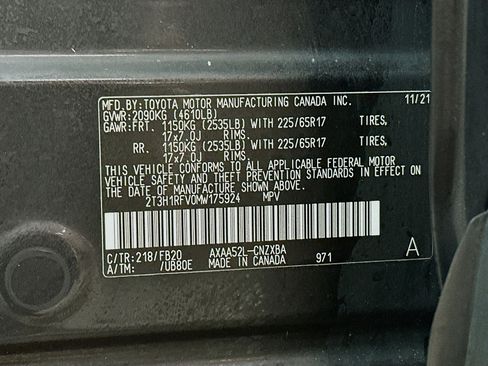 MFD.BY:TOYOTA MOTOR MANUFACTURING CANADA INC. 11/21
GVWR:2090KG (4610LB)
GAWR:FRT. 1150KG (2535LB) WITH 225/65R17 TIRES,
17x7.0J RIMS.
RR. 1150KG (2535LB) WITH 225/65R17 TIRES,
17x7.0J RIMS.
THIS VEHICLE CONFORMS TO ALL APPLICABLE FEDERAL MOTOR
VEHICLE SAFETY AND THEFT PREVENTION STANDARDS IN EFFECT ON
THE DATE OF MANUFACTURE SHOWN ABOVE.
2T3H1RFV0MW175924 MPV
C/TR:218/FB20 AXAA52L-CNZXBA A
A/TM: /UB80E MADE IN CANADA 971